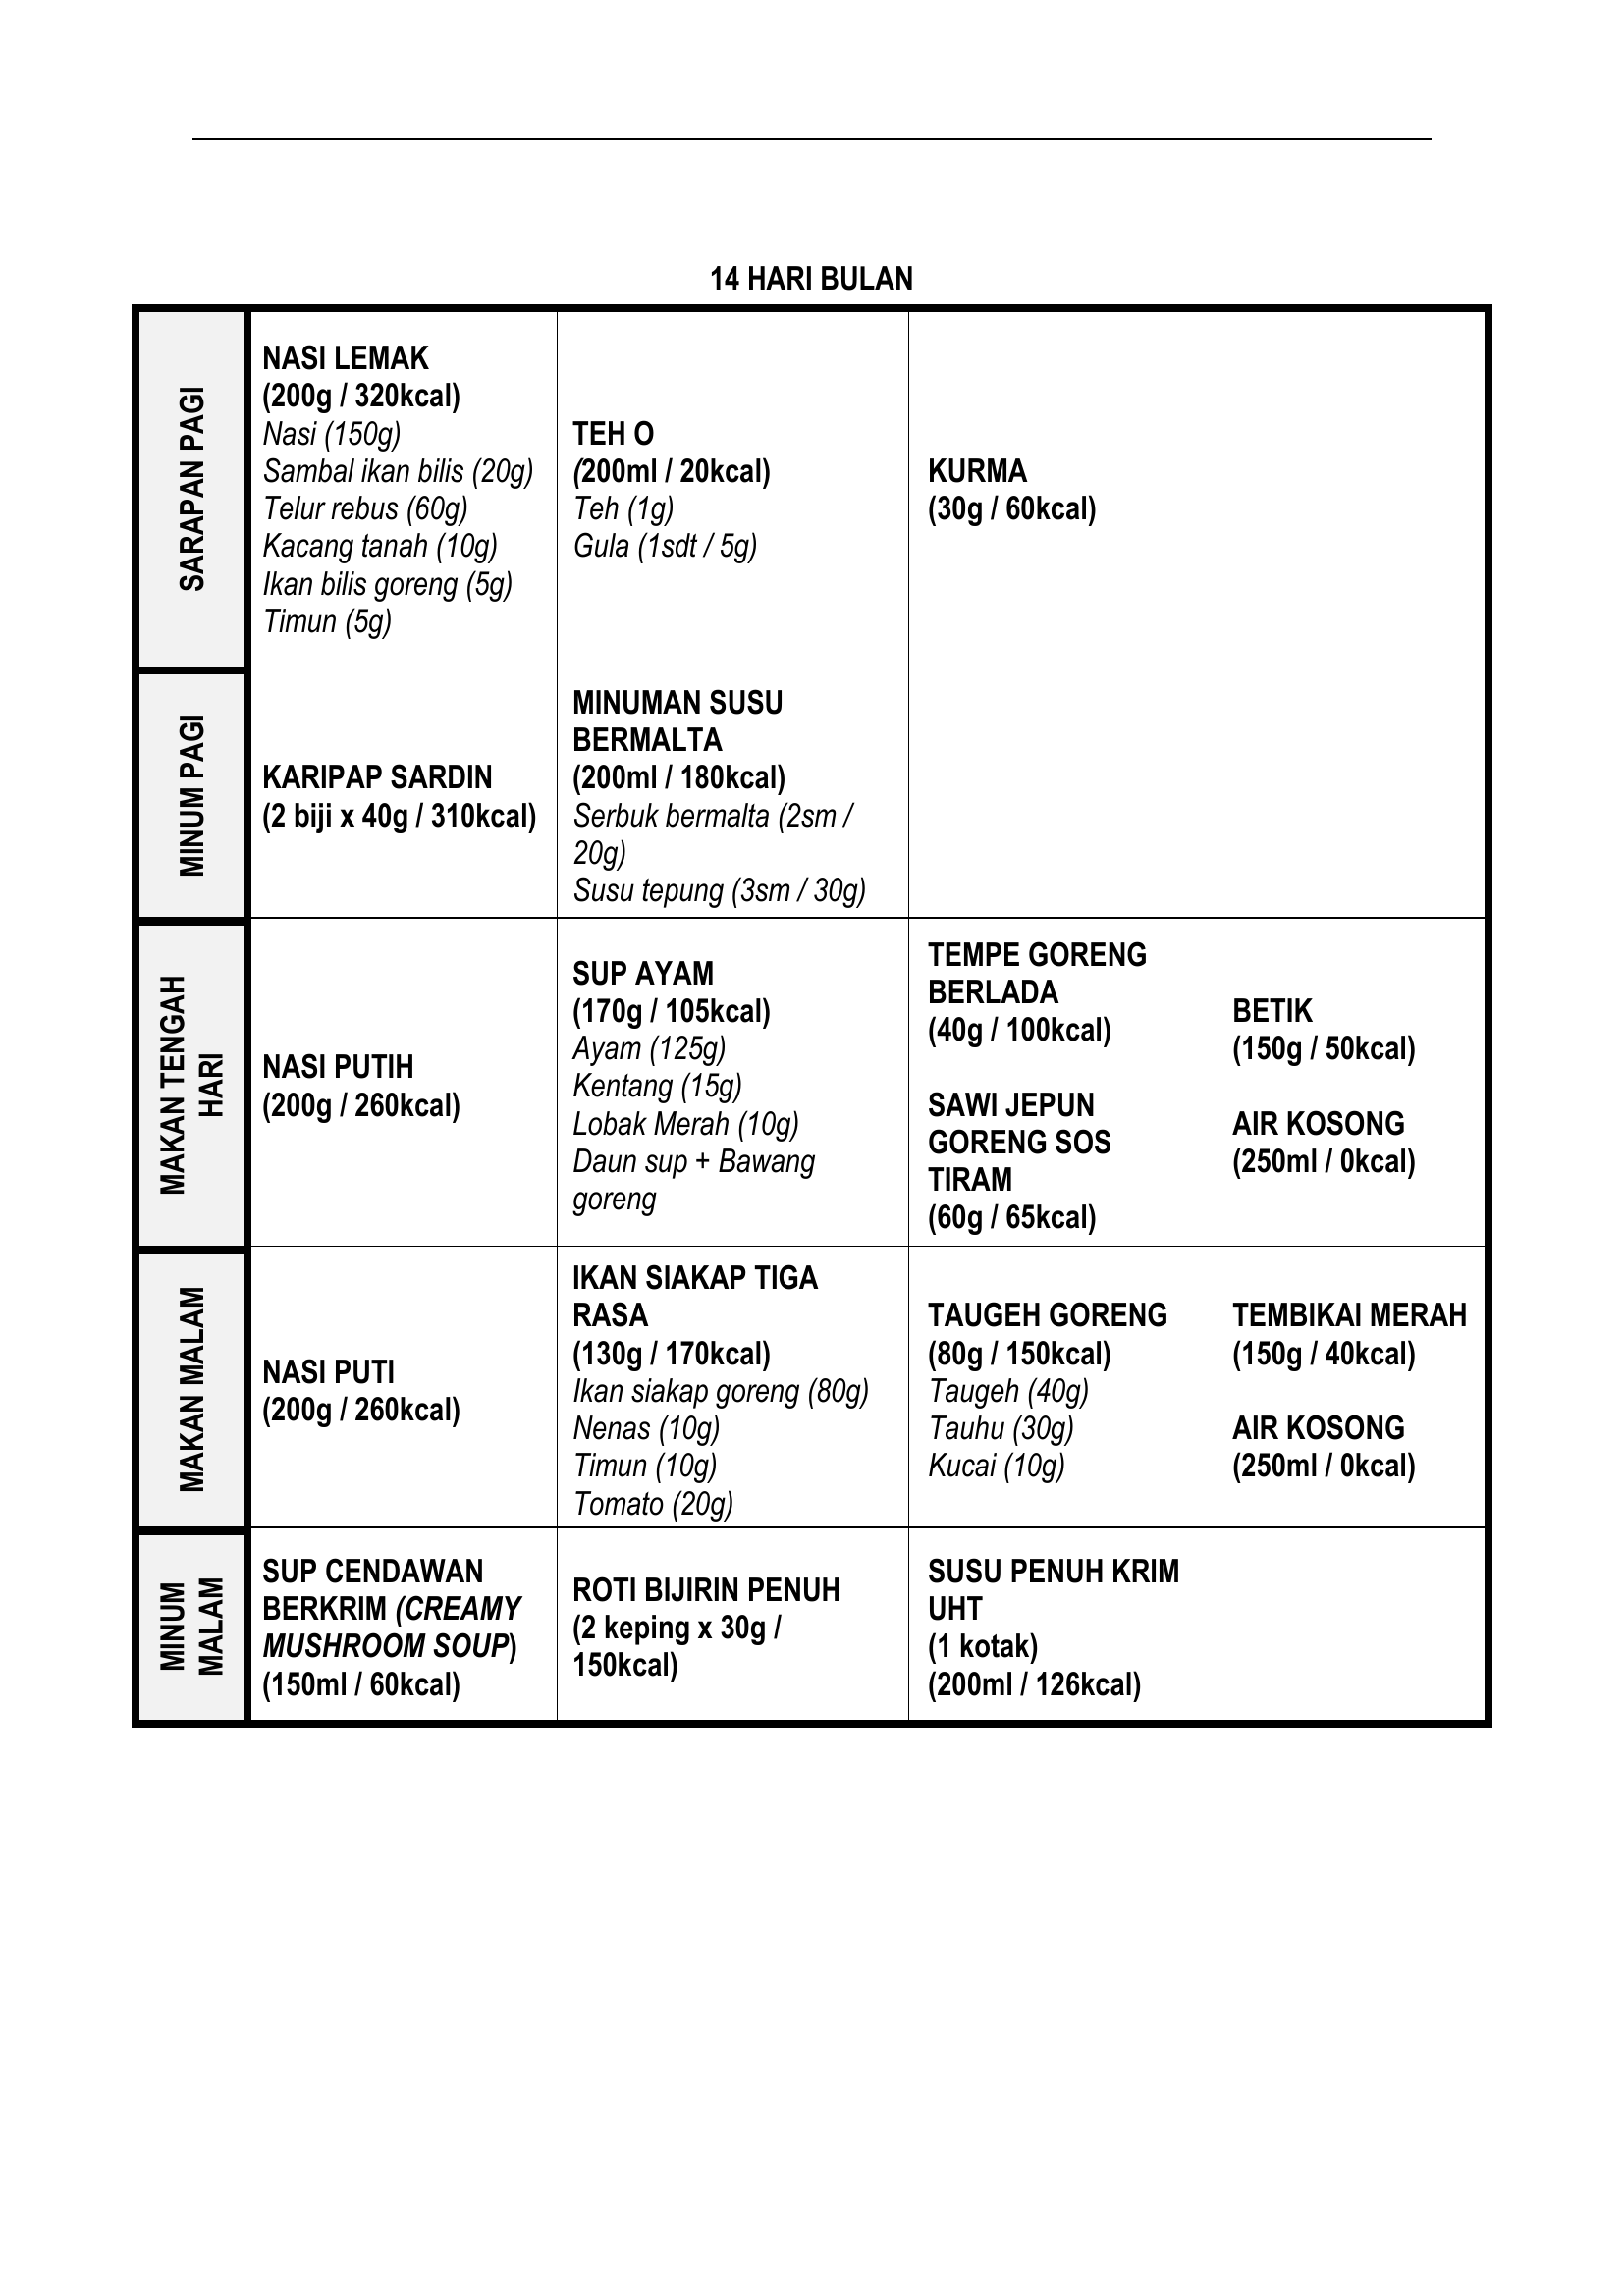 14 HARI BULAN
SARAPAN PAGI
NASI LEMAK
(200g / 320kcal)
Nasi (150g)
Sambal ikan bilis (20g)
Telur rebus (60g)
Kacang tanah (10g)
Ikan bilis goreng (5g)
Timun (5g)
TEH O
(200ml / 20kcal)
Teh (1g)
Gula (1sdt / 5g)
KURMA
(30g / 60kcal)
MINUM PAGI
KARIPAP SARDIN
(2 biji x 40g / 310kcal)
MINUMAN SUSU
BERMALTA
(200ml / 180kcal)
Serbuk bermalta (2sm /
20g)
Susu tepung (3sm / 30g)
MAKAN TENGAH
HARI
NASI PUTIH
(200g / 260kcal)
SUP AYAM
(170g / 105kcal)
Ayam (125g)
Kentang (15g)
Lobak Merah (10g)
Daun sup + Bawang
goreng
TEMPE GORENG
BERLADA
(40g / 100kcal)
SAWI JEPUN
GORENG SOS
TIRAM
(60g / 65kcal)
BETIK
(150g / 50kcal)
AIR KOSONG
(250ml / 0kcal)
MAKAN MALAM
NASI PUTI
(200g / 260kcal)
IKAN SIAKAP TIGA
RASA
(130g / 170kcal)
Ikan siakap goreng (80g)
Nenas (10g)
Timun (10g)
Tomato (20g)
TAUGEH GORENG
(80g / 150kcal)
Taugeh (40g)
Tauhu (30g)
Kucai (10g)
TEMBIKAI MERAH
(150g / 40kcal)
AIR KOSONG
(250ml / 0kcal)
MINUM
MALAM
SUP CENDAWAN
BERKRIM (CREAMY
MUSHROOM SOUP)
(150ml / 60kcal)
ROTI BIJIRIN PENUH
(2 keping x 30g /
150kcal)
SUSU PENUH KRIM
UHT
(1 kotak)
(200ml / 126kcal)